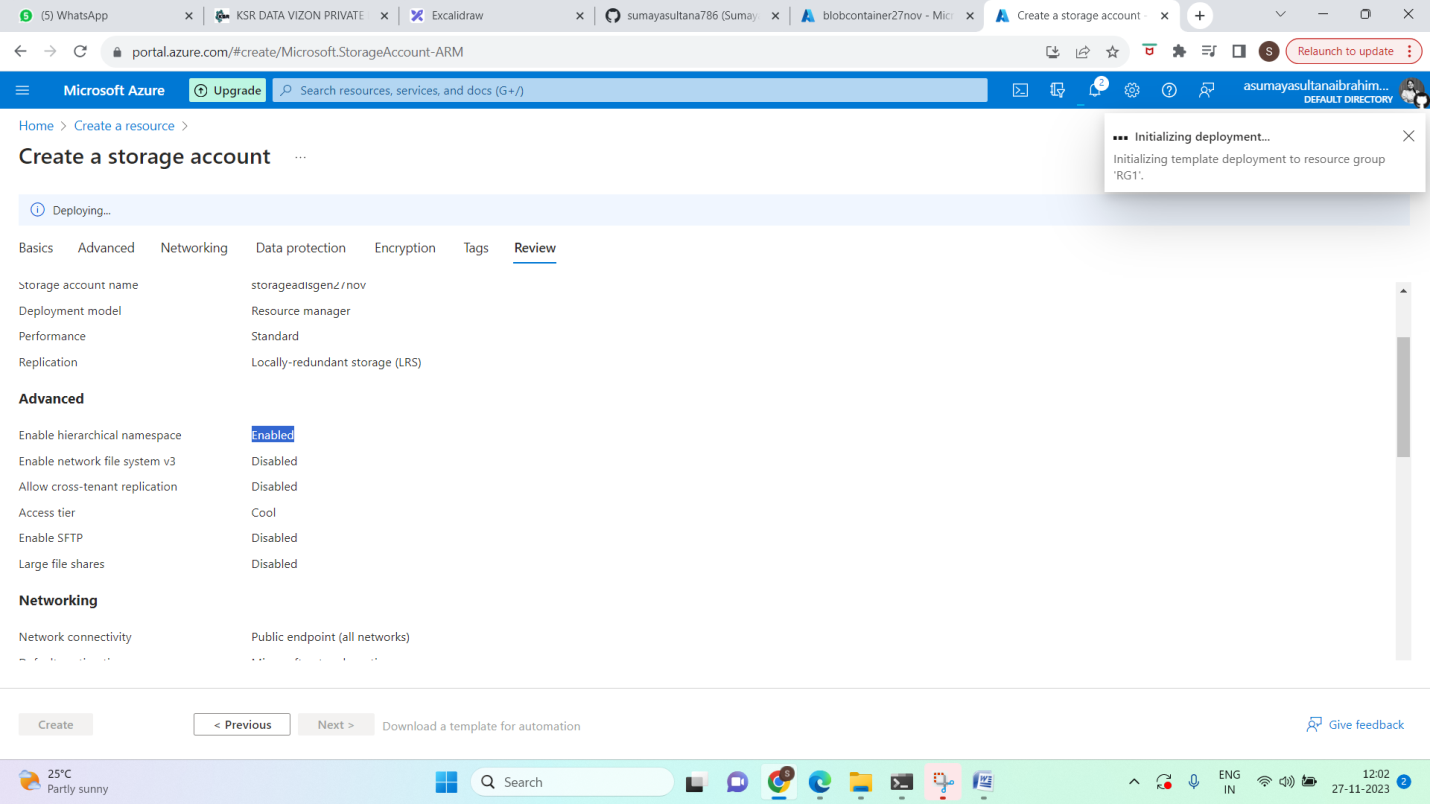 (5) WhatsApp
KSR DATA VIZON PRIVATE
Excalidraw
sumayasultana786 (Sumaya
blobcontainer27nov - Micr
Create a storage account -
portal.azure.com/#create/Microsoft.StorageAccount-ARM
S
Relaunch to update
Microsoft Azure
Upgrade
Search resources, services, and docs (G+/)
2
asumayasultanaibrahim...
DEFAULT DIRECTORY
Home > Create a resource >
Create a storage account ...
Initializing deployment...
Initializing template deployment to resource group
'RG1'.
Deploying...
Basics Advanced Networking Data protection Encryption Tags Review
Storage account name storageadlsgen27nov
Deployment model Resource manager
Performance Standard
Replication Locally-redundant storage (LRS)
Advanced
Enable hierarchical namespace Enabled
Enable network file system v3 Disabled
Allow cross-tenant replication Disabled
Access tier Cool
Enable SFTP Disabled
Large file shares Disabled
Networking
Network connectivity Public endpoint (all networks)
Create
< Previous
Next >
Download a template for automation
Give feedback
25°C
Partly sunny
Search
S
ENG
IN
12:02
27-11-2023
2